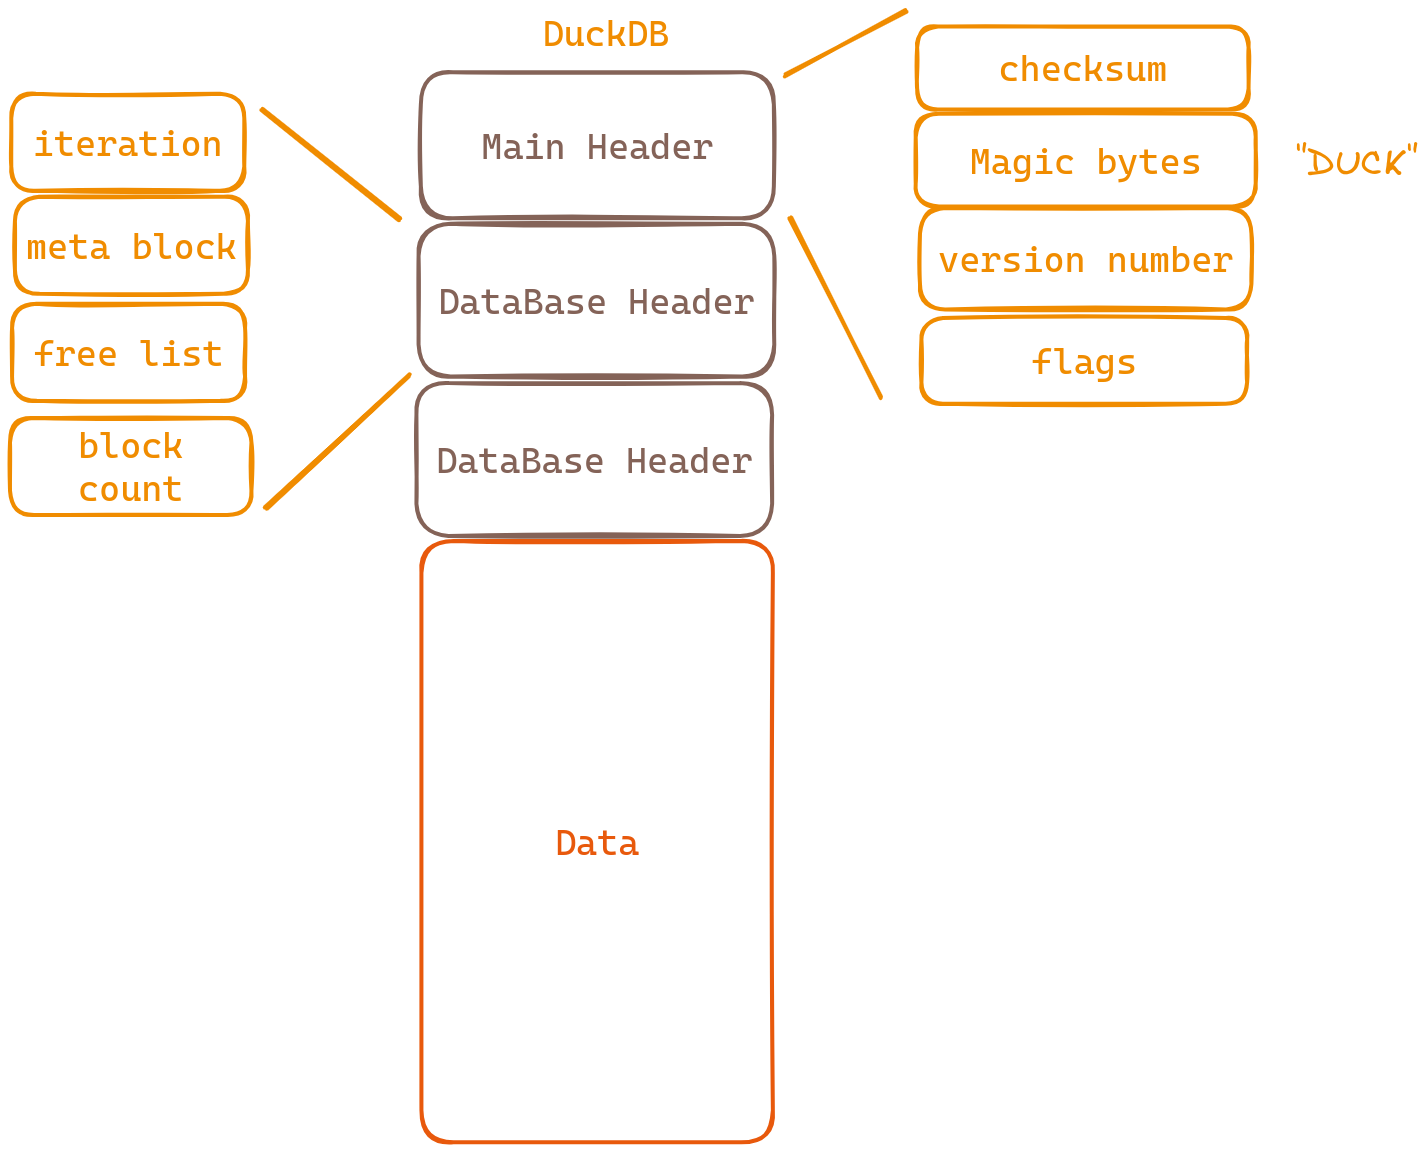 DuckDB
iteration
meta block
free list
block
count
Main Header
DataBase Header
DataBase Header
Data
checksum
Magic bytes
"DUCK"
version number
flags